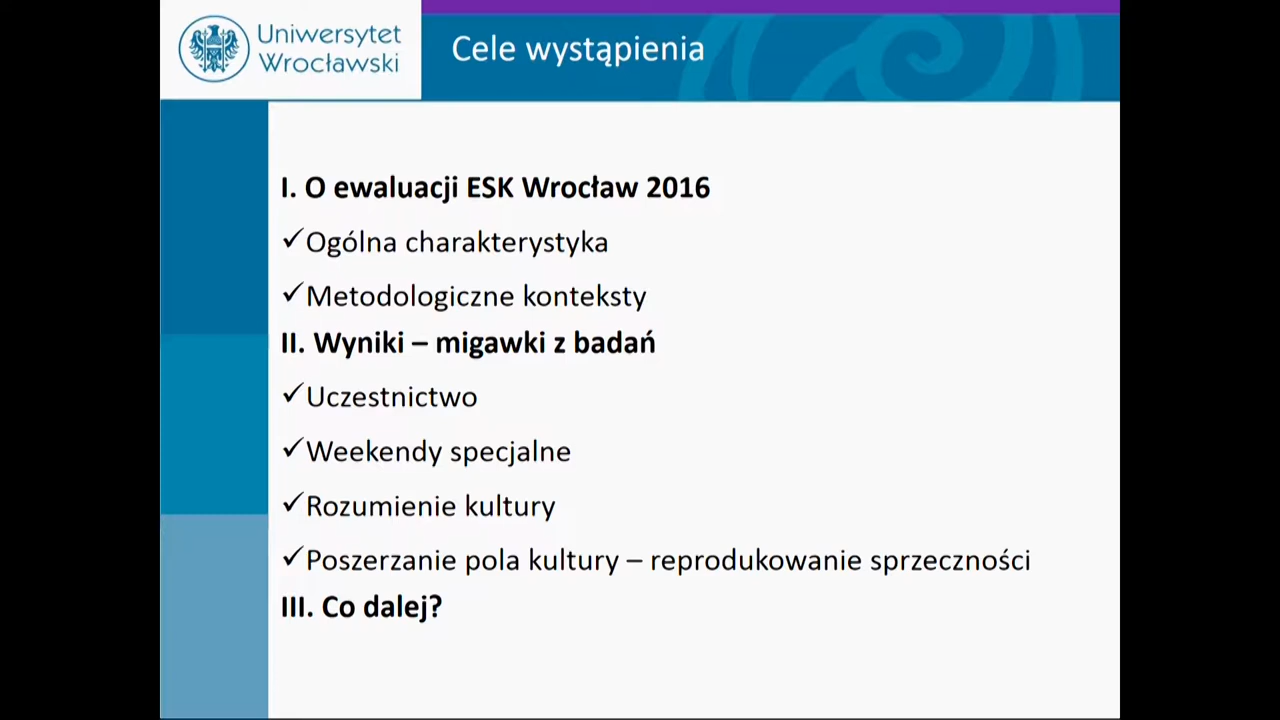 Uniwersytet
Wrocławski
Cele wystąpienia
I. O ewaluacji ESK Wrocław 2016
✓Ogólna charakterystyka
✓Metodologiczne konteksty
II. Wyniki – migawki z badań
✓Uczestnictwo
✓Weekendy specjalne
✓Rozumienie kultury
✓Poszerzanie pola kultury – reprodukowanie sprzeczności
III. Co dalej?